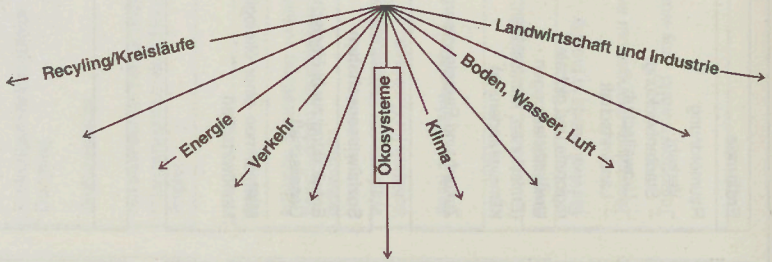 Recyling/Kreisläufe
Energie
Verkehr
Ökosysteme
Klima
Boden, Wasser, Luft
Landwirtschaft und Industrie